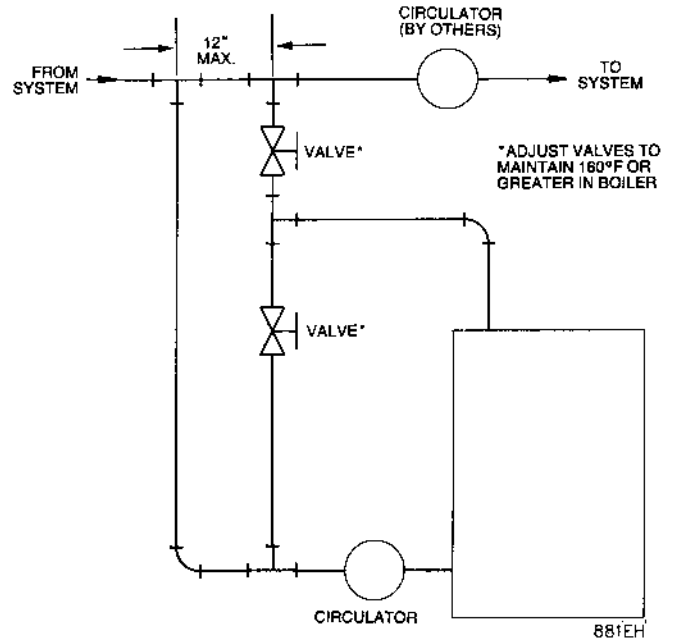 CIRCULATOR
(BY OTHERS)
12"
MAX.
FROM
SYSTEM
TO
SYSTEM
VALVE*
*ADJUST VALVES TO
MAINTAIN 160°F OR
GREATER IN BOILER
VALVE*
CIRCULATOR
881EH